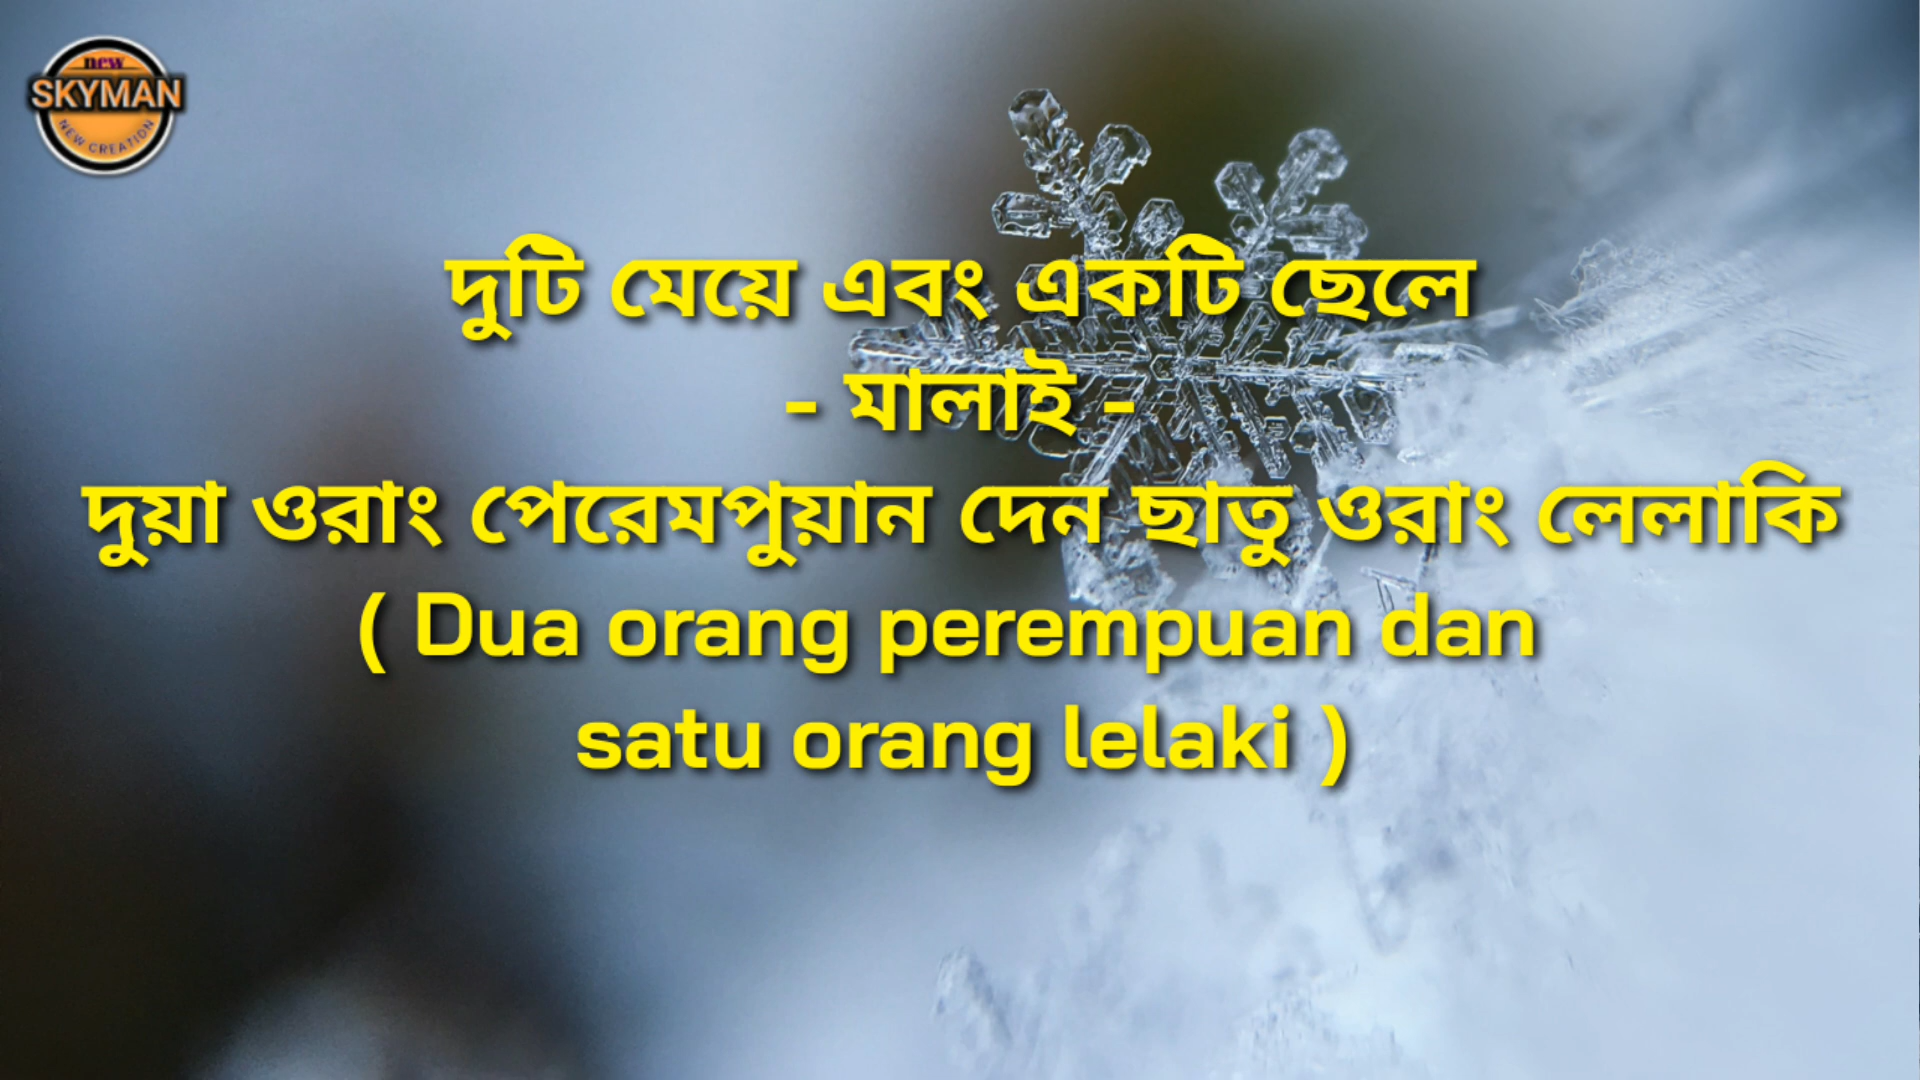 new
SKYMAN
NEW CREATION
দুটি মেয়ে এবং একটি ছেলে
- মালাই -
দুয়া ওরাং পেরেমপুয়ান দেন ছাতু ওরাং লেলাকি
( Dua orang perempuan dan
satu orang lelaki )